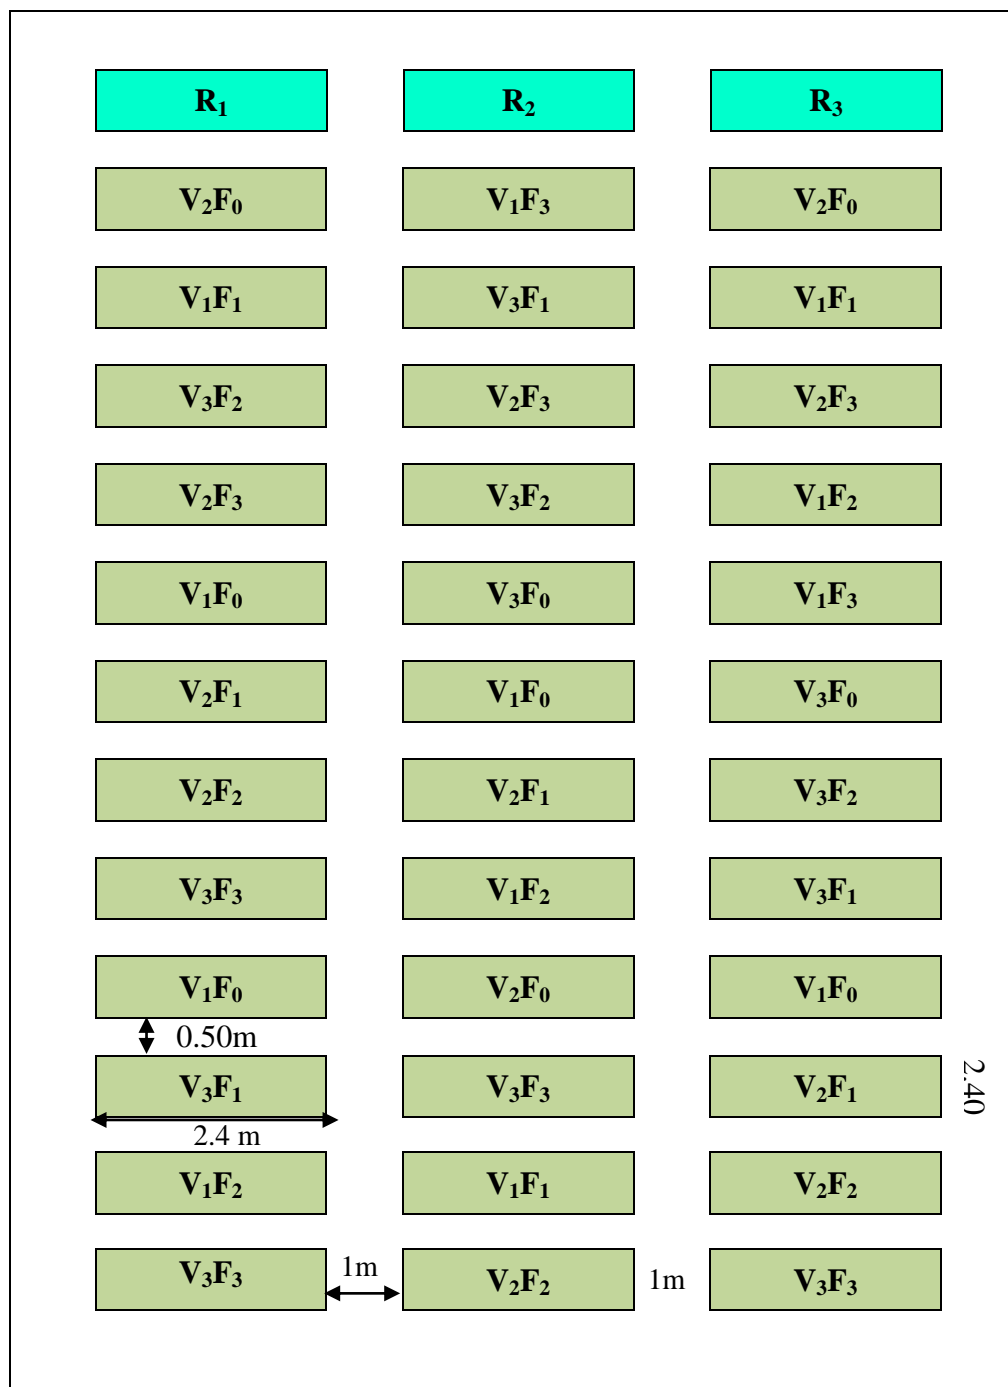 R₁ R₂ R₃
V₂F₀ V₁F₃ V₂F₀
V₁F₁ V₃F₁ V₁F₁
V₃F₂ V₂F₃ V₂F₃
V₂F₃ V₃F₂ V₁F₂
V₁F₀ V₃F₀ V₁F₃
V₂F₁ V₁F₀ V₃F₀
V₂F₂ V₂F₁ V₃F₂
V₃F₃ V₁F₂ V₃F₁
V₁F₀ V₂F₀ V₁F₀
0.50m
V₃F₁ V₃F₃ V₂F₁ 2.40
2.4 m
V₁F₂ V₁F₁ V₂F₂
V₃F₃ 1m V₂F₂ 1m V₃F₃